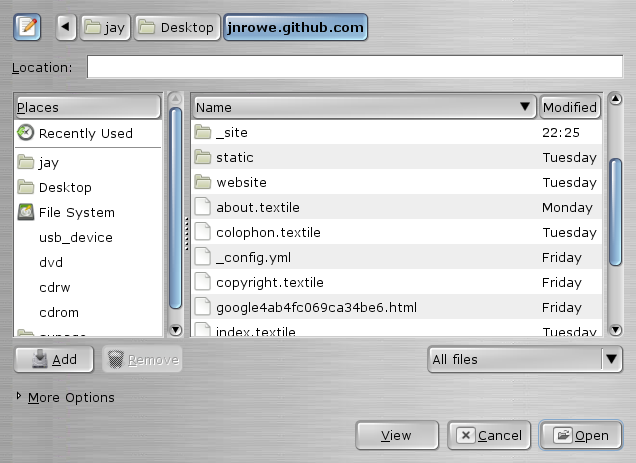 jay Desktop jnrowe.github.com
Location:
Places
Recently Used
jay
Desktop
File System
usb_device
dvd
cdrw
cdrom
Name Modified
_site 22:25
static Tuesday
website Tuesday
about.textile Monday
colophon.textile Tuesday
_config.yml Friday
copyright.textile Friday
google4ab4fc069ca34be6.html Friday
index.textile Tuesday
Add Remove All files
More Options
View Cancel Open